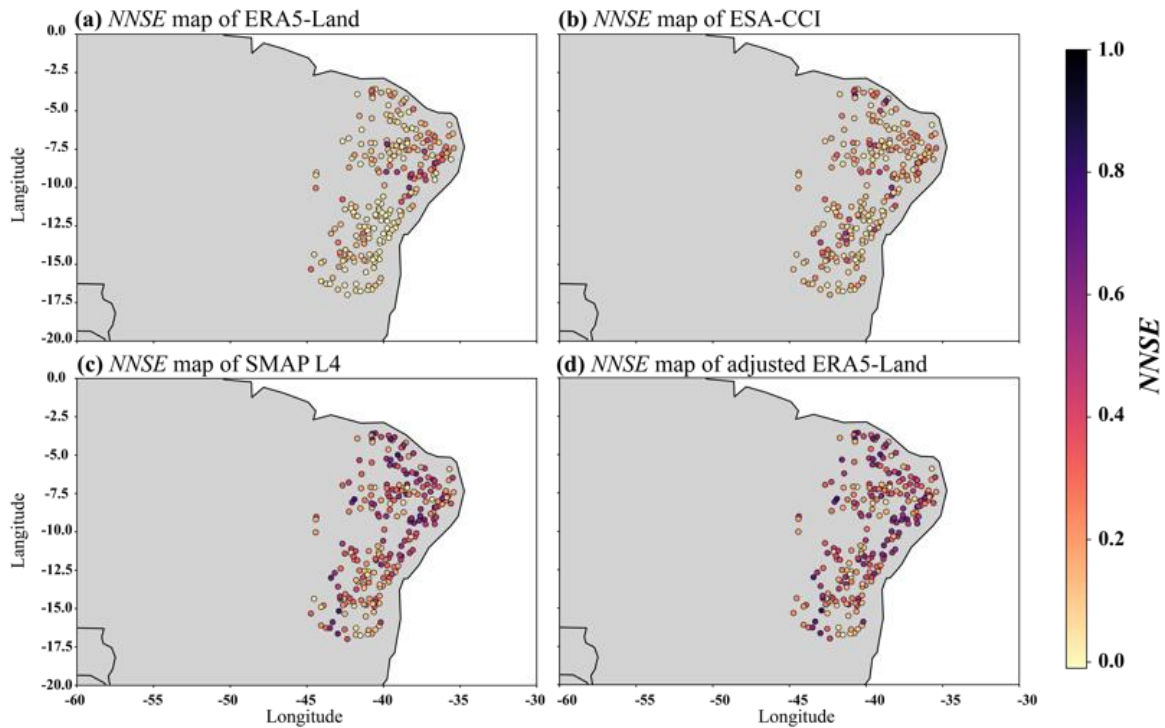 (a) NNSE map of ERA5-Land
(b) NNSE map of ESA-CCI
0.0
-2.5
-5.0
-7.5
-10.0
-12.5
-15.0
-17.5
-20.0
Langitude
(c) NNSE map of SMAP L4
(d) NNSE map of adjusted ERA5-Land
0.0
-2.5
-5.0
-7.5
-10.0
-12.5
-15.0
-17.5
-20.0
Langitude
-60 -55 -50 -45 -40 -35 -30
Longitude
-60 -55 -50 -45 -40 -35 -30
Longitude
1.0
0.8
0.6
0.4
0.2
0.0
NNSE